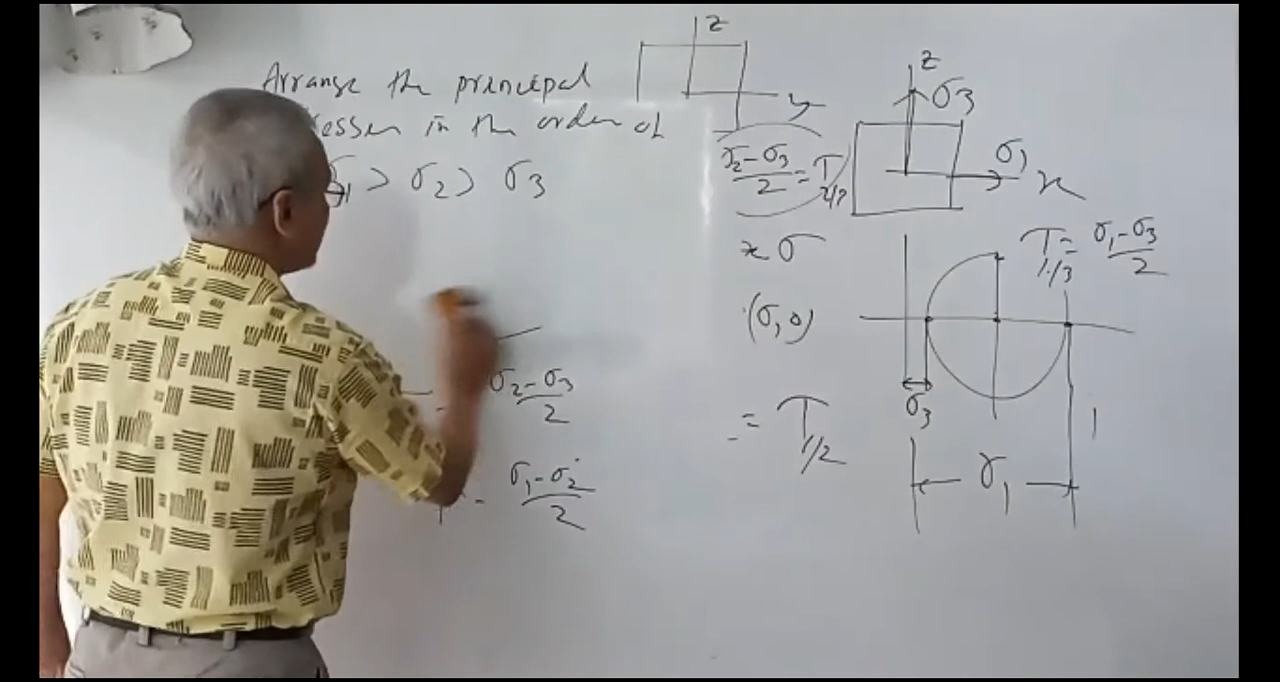 Arrange the principal
in the order of
σ1 > σ2 > σ3
σ2 - σ3 / 2
= σ1 - σ2 / 2
z
y
σ2 - σ3 / 2 = τ2/3
x σ
(σ, 0)
= τ1/2
z
σ3
σ1
x
τ1/3 = σ1 - σ3 / 2
σ3
σ1